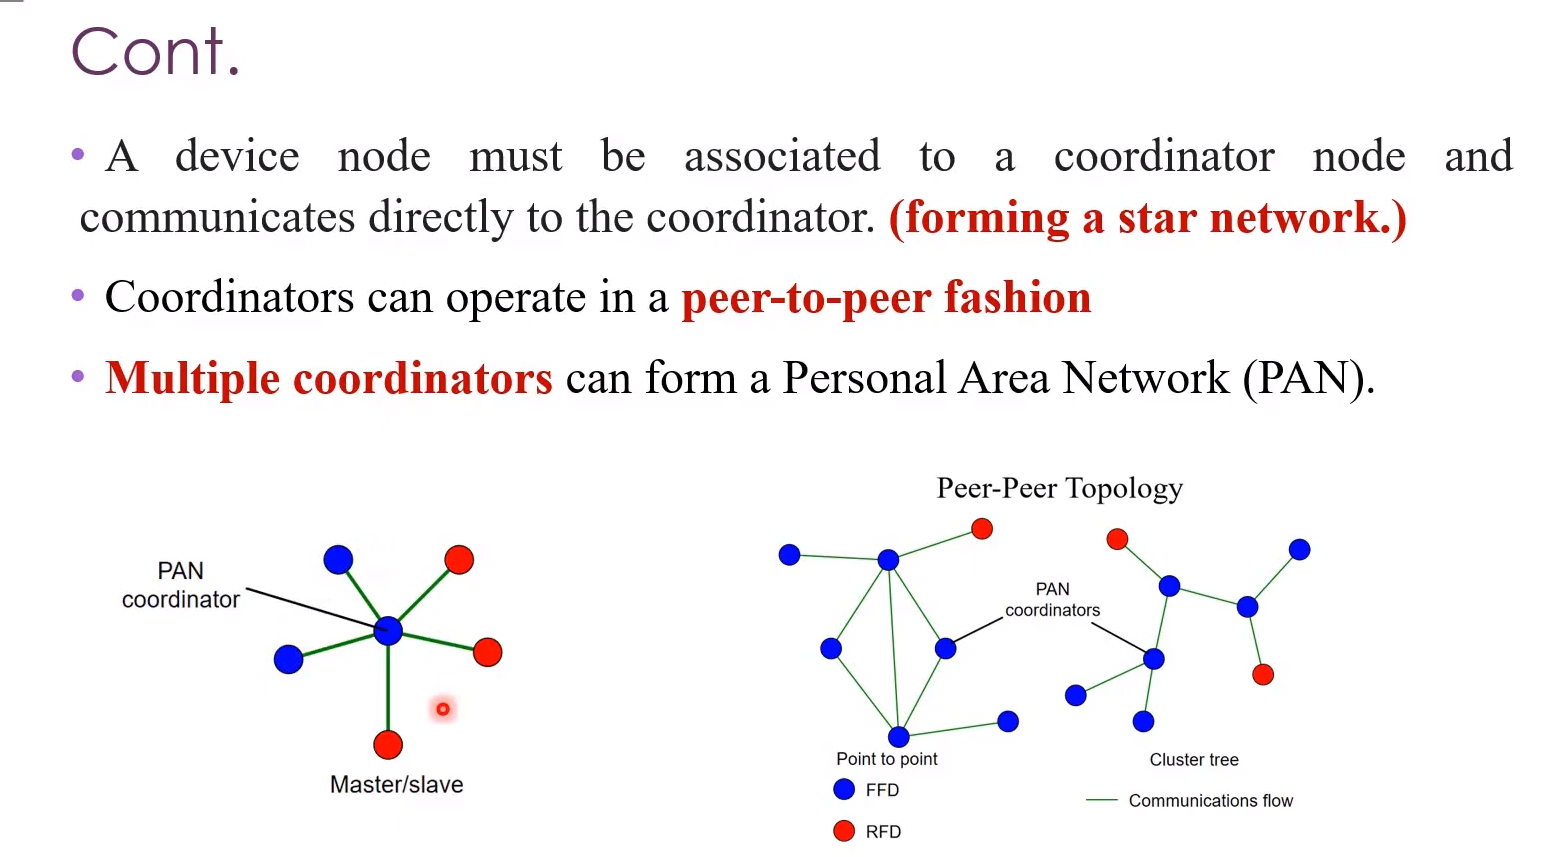 Cont.
• A device node must be associated to a coordinator node and
communicates directly to the coordinator. (forming a star network.)
• Coordinators can operate in a peer-to-peer fashion
• Multiple coordinators can form a Personal Area Network (PAN).
PAN
coordinator
Master/slave
Peer-Peer Topology
PAN
coordinators
Point to point
Cluster tree
FFD
RFD
Communications flow